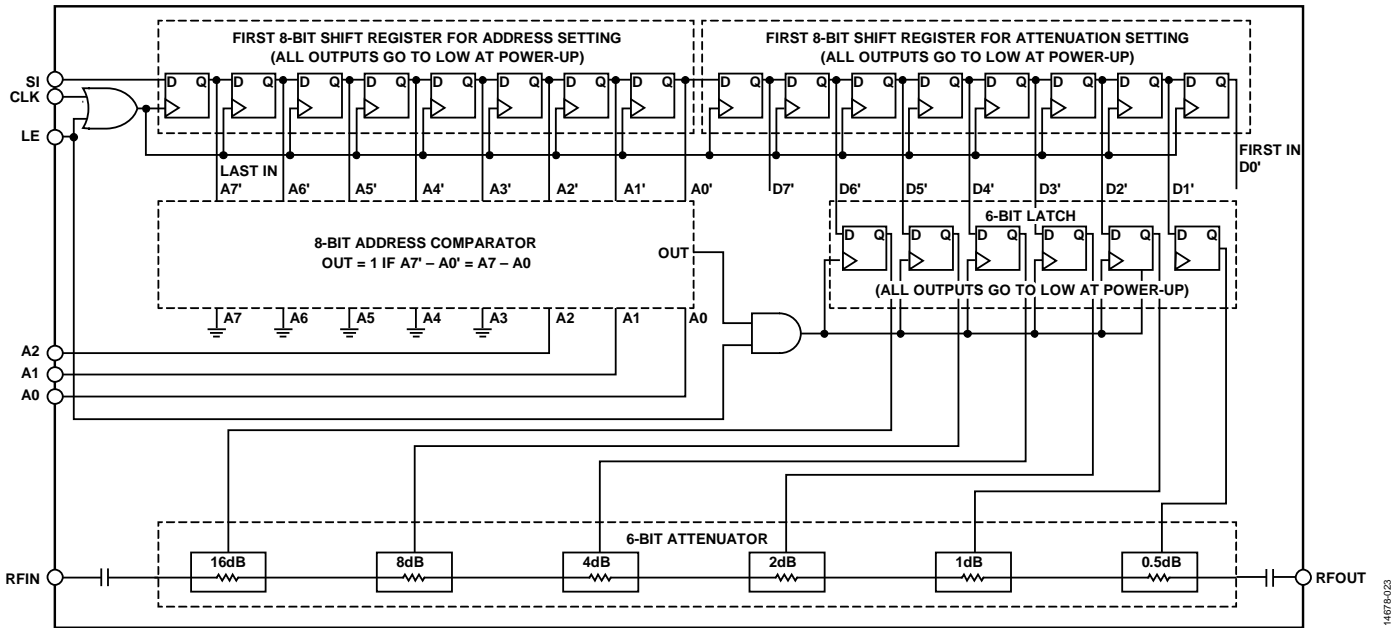 FIRST 8-BIT SHIFT REGISTER FOR ADDRESS SETTING
(ALL OUTPUTS GO TO LOW AT POWER-UP)
FIRST 8-BIT SHIFT REGISTER FOR ATTENUATION SETTING
(ALL OUTPUTS GO TO LOW AT POWER-UP)
SI
CLK
LE
D Q D Q D Q D Q D Q D Q D Q D Q
D Q D Q D Q D Q D Q D Q D Q D Q
LAST IN
A7' A6' A5' A4' A3' A2' A1' A0' D7' D6' D5' D4' D3' D2' D1'
FIRST IN
D0'
8-BIT ADDRESS COMPARATOR
OUT = 1 IF A7' – A0' = A7 – A0
OUT
6-BIT LATCH
D Q D Q D Q D Q D Q D Q
(ALL OUTPUTS GO TO LOW AT POWER-UP)
A7 A6 A5 A4 A3 A2 A1 A0
A2
A1
A0
6-BIT ATTENUATOR
16dB 8dB 4dB 2dB 1dB 0.5dB
RFIN
RFOUT
14678-023